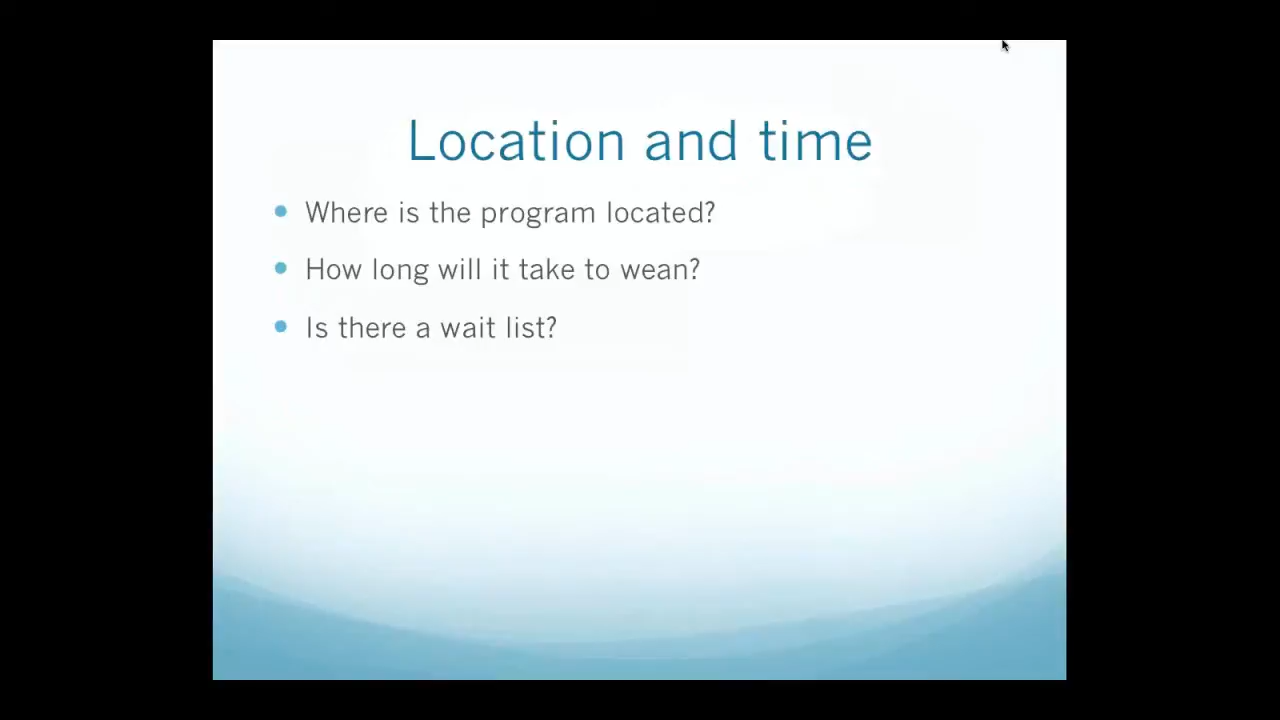 Location and time
Where is the program located?
How long will it take to wean?
Is there a wait list?